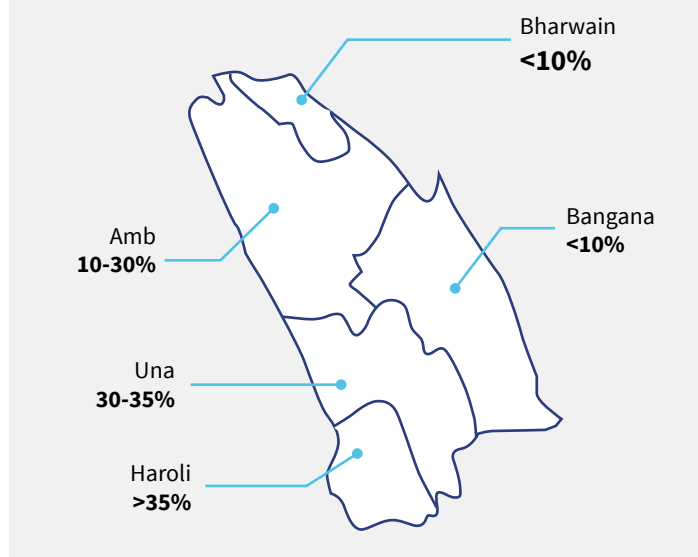 Bharwain
<10%
Bangana
<10%
Amb
10-30%
Una
30-35%
Haroli
>35%